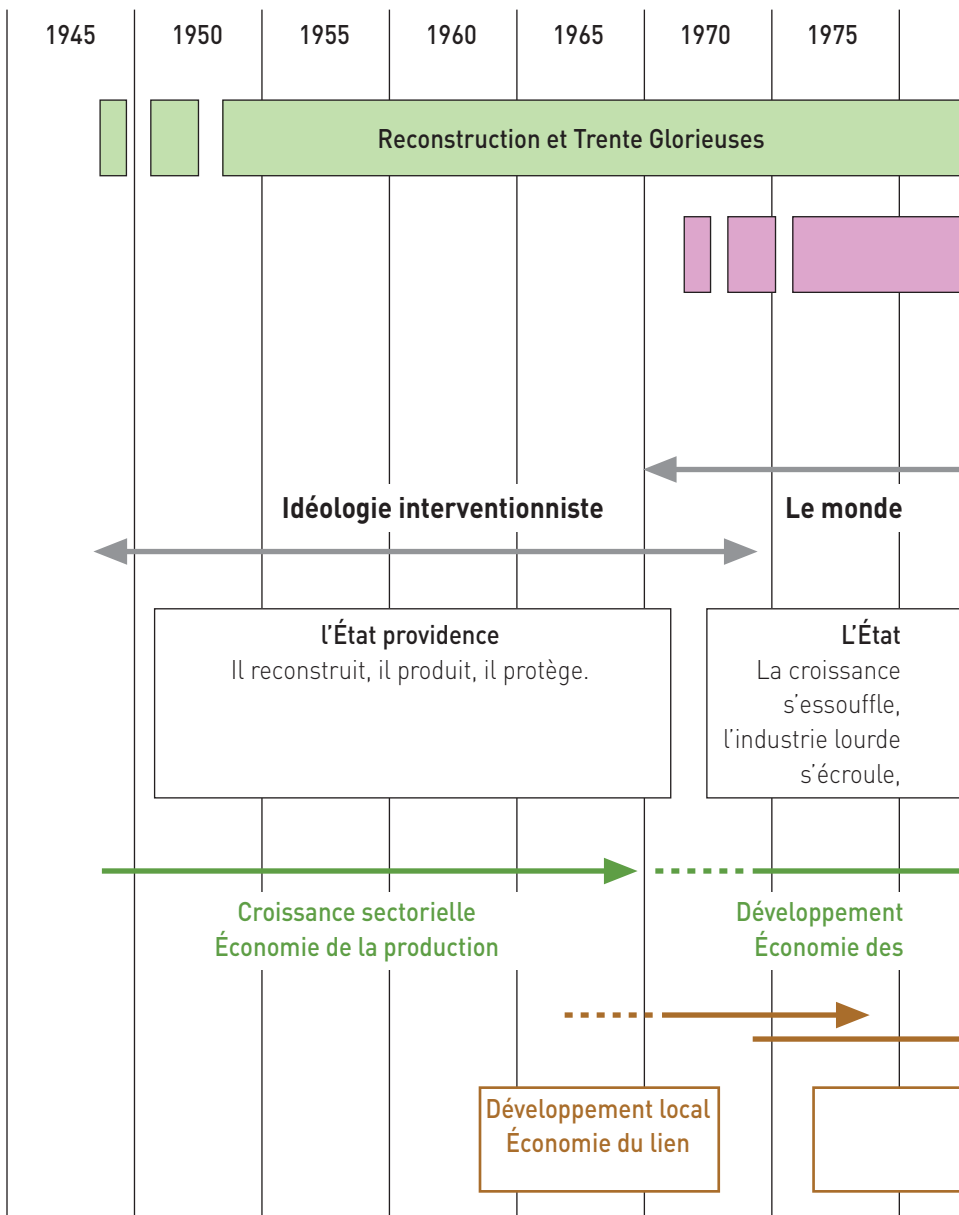 1945 1950 1955 1960 1965 1970 1975
Reconstruction et Trente Glorieuses
Idéologie interventionniste
Le monde
l'État providence
Il reconstruit, il produit, il protège.
L'État
La croissance
s'essouffle,
l'industrie lourde
s'écroule,
Croissance sectorielle
Économie de la production
Développement
Économie des
Développement local
Économie du lien